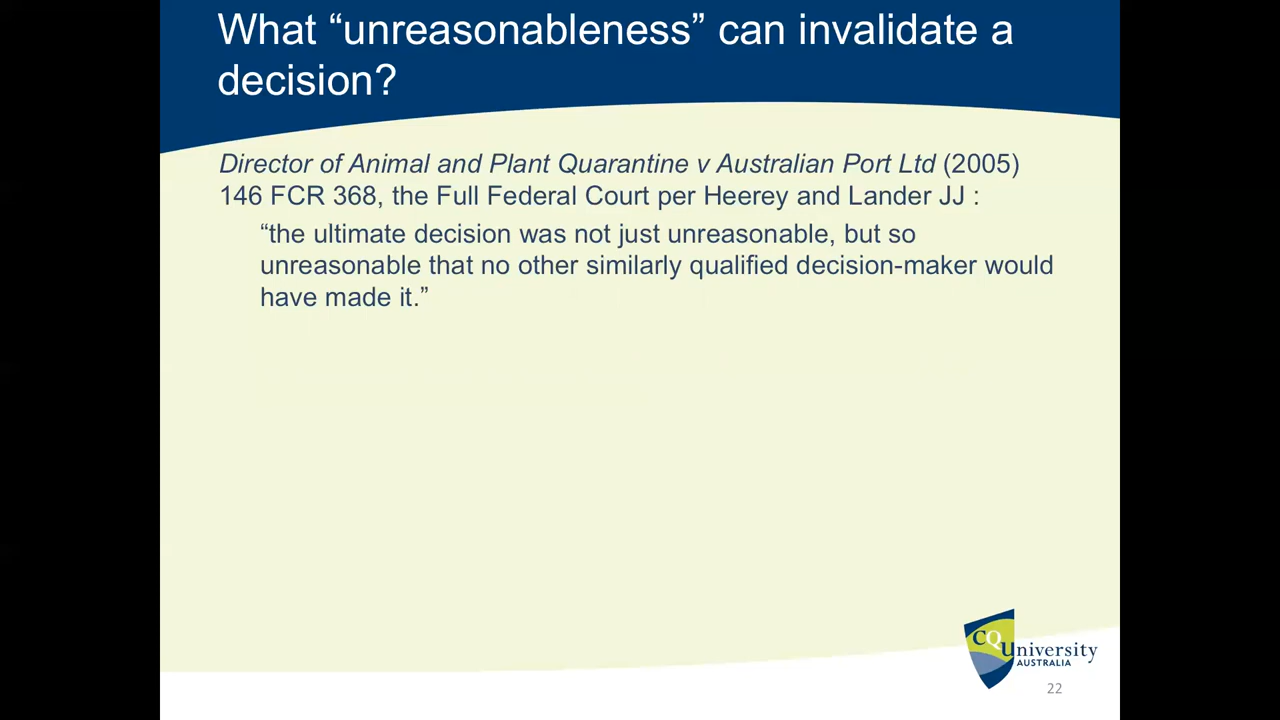 What “unreasonableness” can invalidate a
decision?
Director of Animal and Plant Quarantine v Australian Port Ltd (2005)
146 FCR 368, the Full Federal Court per Heerey and Lander JJ :
“the ultimate decision was not just unreasonable, but so
unreasonable that no other similarly qualified decision-maker would
have made it.”
CQUniversity
AUSTRALIA
22